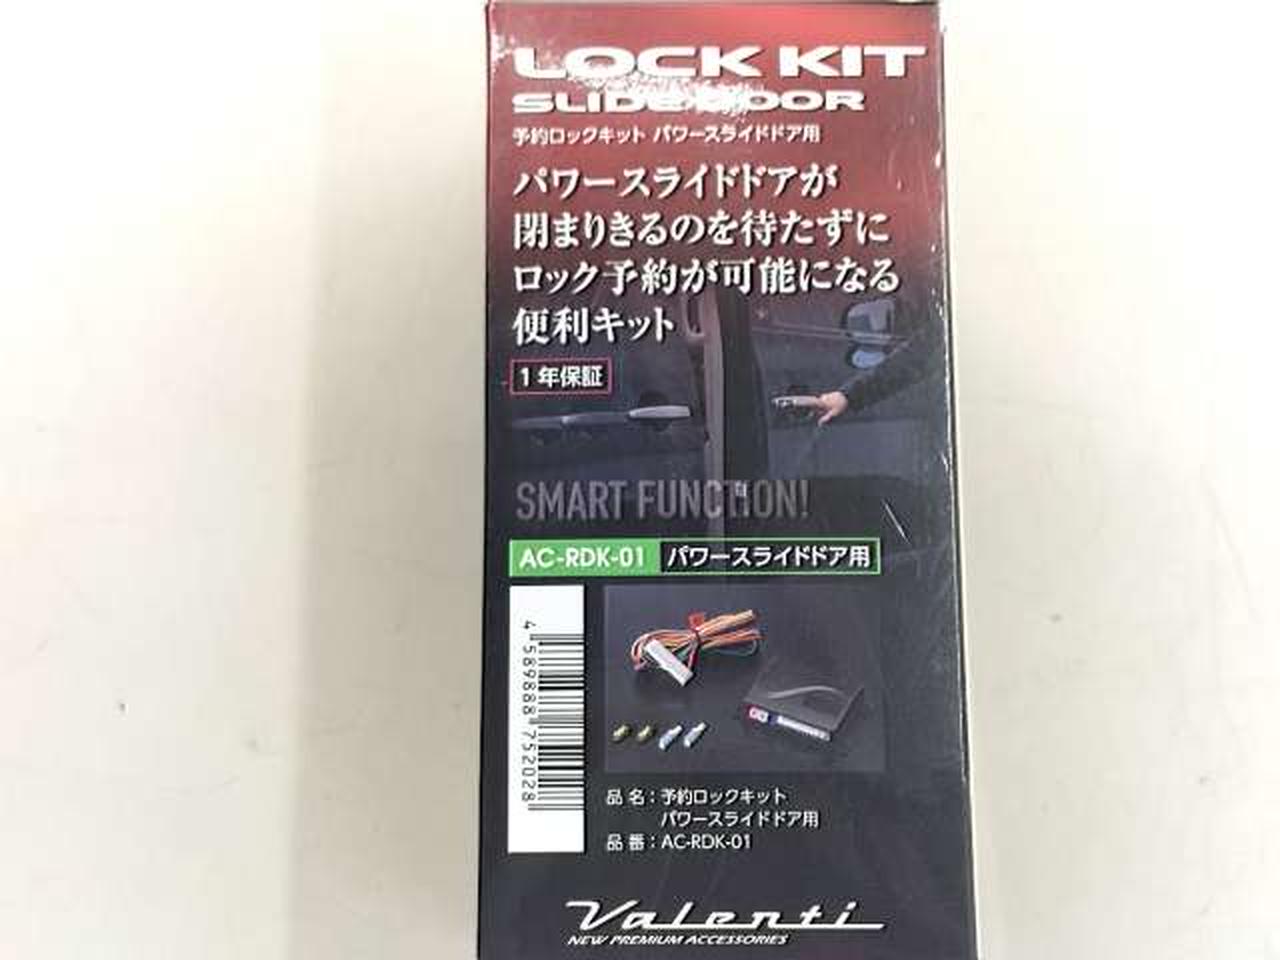 LOCK KIT
SLIDE DOOR
予約ロックキット パワースライドドア用
パワースライドドアが
閉まりきるのを待たずに
ロック予約が可能になる
便利キット
1年保証
SMART FUNCTION!
AC-RDK-01 パワースライドドア用
4 589888 752028
品 名：予約ロックキット
パワースライドドア用
品 番：AC-RDK-01
Valenti
NEW PREMIUM ACCESSORIES